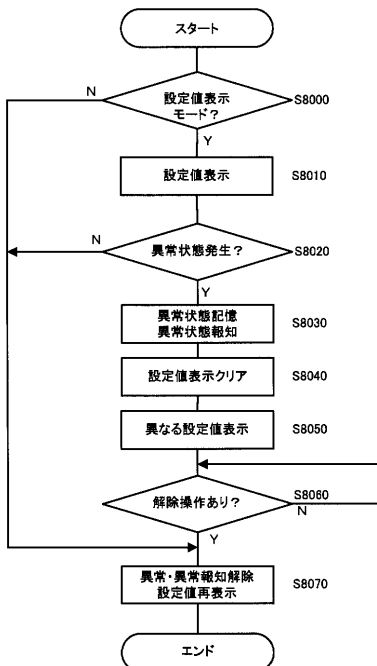 スタート
N
設定値表示
モード?
S8000
Y
設定値表示
S8010
N
異常状態発生?
S8020
Y
異常状態記憶
異常状態報知
S8030
設定値表示クリア
S8040
異なる設定値表示
S8050
解除操作あり?
S8060
N
Y
異常・異常報知解除
設定値再表示
S8070
エンド